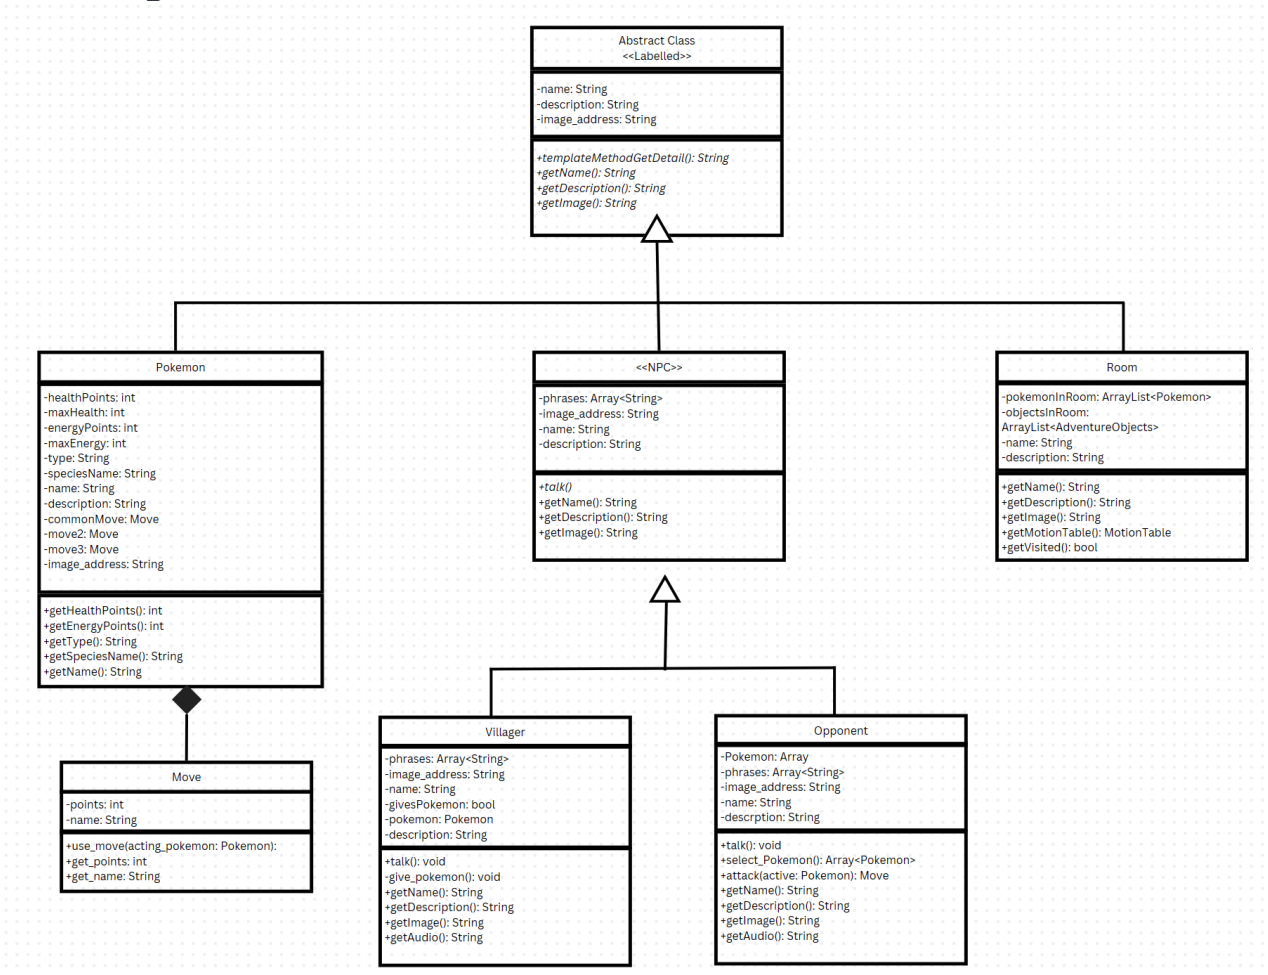 Abstract Class
<<Labelled>>
-name: String
-description: String
-image_address: String
+templateMethodGetDetail(): String
+getName(): String
+getDescription(): String
+getImage(): String
Pokemon
-healthPoints: int
-maxHealth: int
-energyPoints: int
-maxEnergy: int
-type: String
-speciesName: String
-name: String
-description: String
-commonMove: Move
-move2: Move
-move3: Move
-image_address: String
+getHealthPoints(): int
+getEnergyPoints(): int
+getType(): String
+getSpeciesName(): String
+getName(): String
<<NPC>>
-phrases: Array<String>
-image_address: String
-name: String
-description: String
+talk()
+getName(): String
+getDescription(): String
+getImage(): String
Room
-pokemonInRoom: ArrayList<Pokemon>
-objectsInRoom:
ArrayList<AdventureObjects>
-name: String
-description: String
+getName(): String
+getDescription(): String
+getImage(): String
+getMotionTable(): MotionTable
+getVisited(): bool
Move
-points: int
-name: String
+use_move(acting_pokemon: Pokemon):
+get_points: int
+get_name: String
Villager
-phrases: Array<String>
-image_address: String
-name: String
-givesPokemon: bool
-pokemon: Pokemon
-description: String
+talk(): void
-give_pokemon(): void
+getName(): String
+getDescription(): String
+getImage(): String
+getAudio(): String
Opponent
-Pokemon: Array
-phrases: Array<String>
-image_address: String
-name: String
-descrption: String
+talk(): void
+select_Pokemon(): Array<Pokemon>
+attack(active: Pokemon): Move
+getName(): String
+getDescription(): String
+getImage(): String
+getAudio(): String